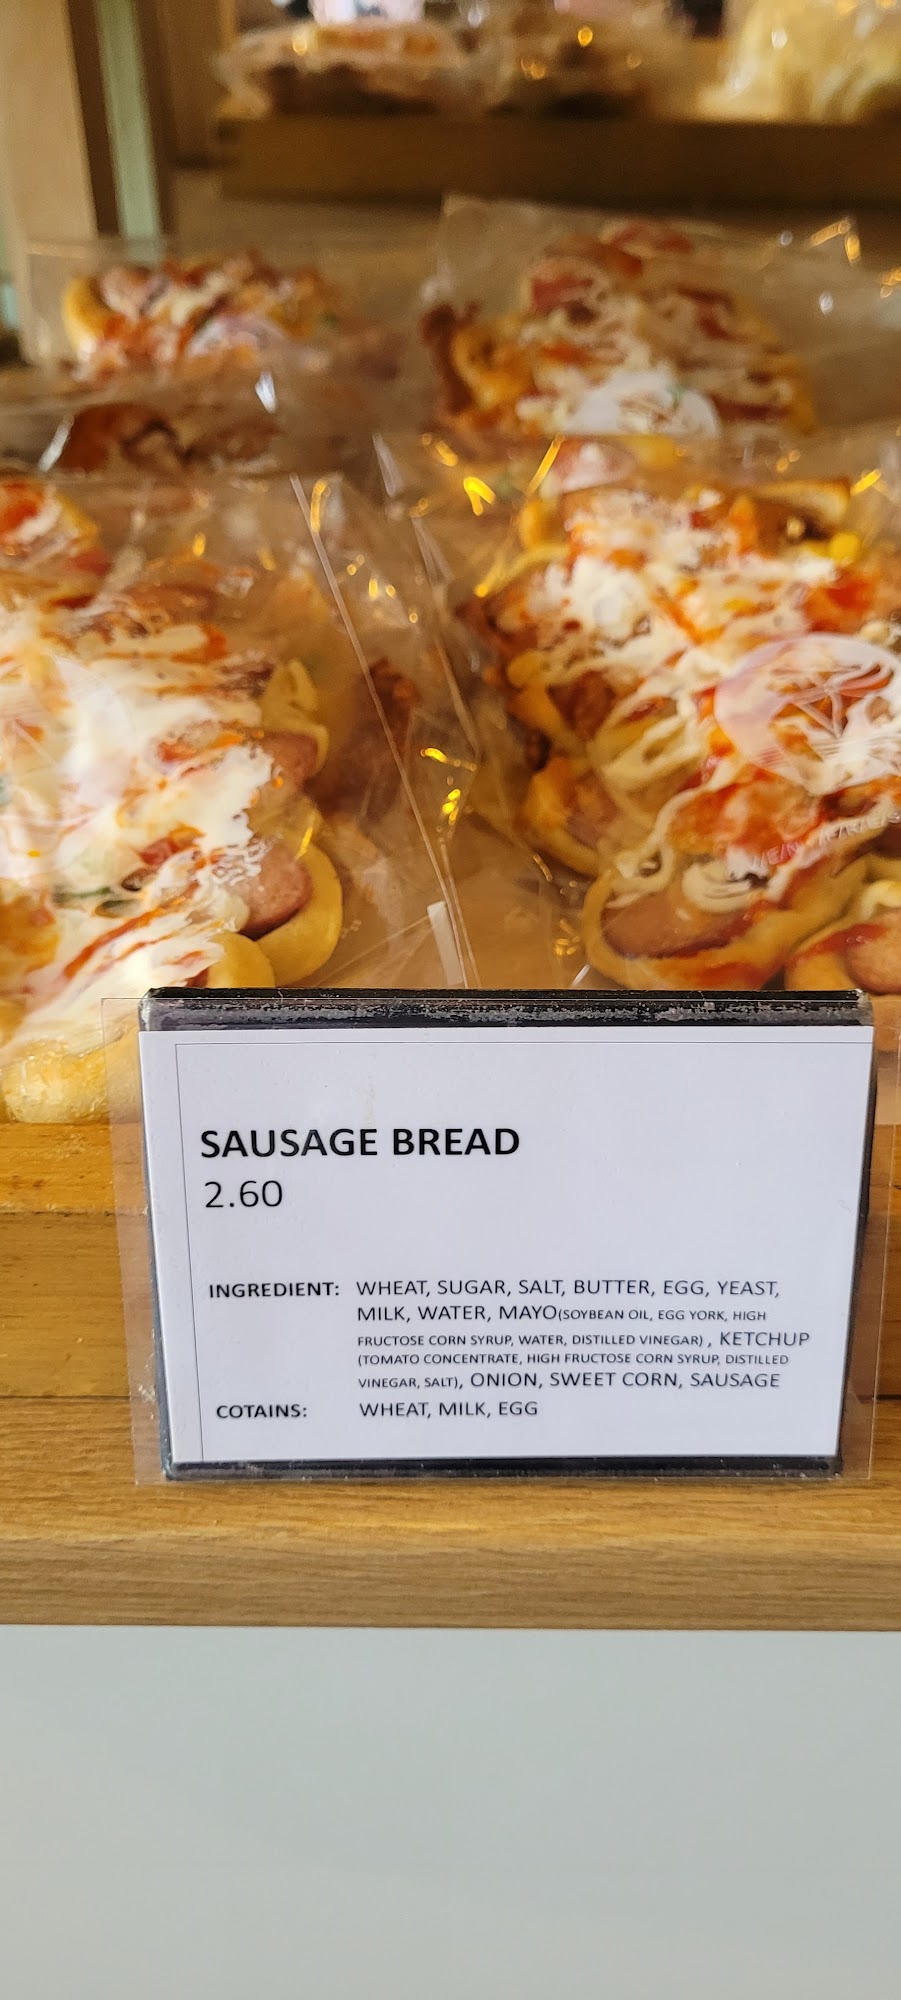 SAUSAGE BREAD
2.60
INGREDIENT: WHEAT, SUGAR, SALT, BUTTER, EGG, YEAST,
MILK, WATER, MAYO(SOYBEAN OIL, EGG YORK, HIGH
FRUCTOSE CORN SYRUP, WATER, DISTILLED VINEGAR) , KETCHUP
(TOMATO CONCENTRATE, HIGH FRUCTOSE CORN SYRUP, DISTILLED
VINEGAR, SALT), ONION, SWEET CORN, SAUSAGE
COTAINS: WHEAT, MILK, EGG